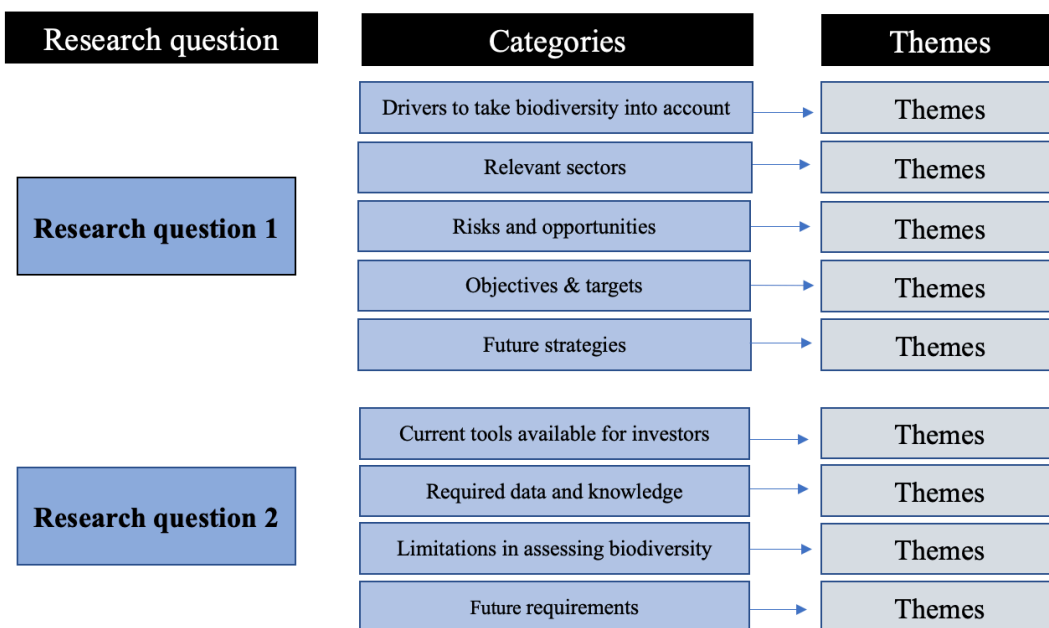 Research question
Categories
Themes
Drivers to take biodiversity into account
Themes
Relevant sectors
Themes
Research question 1
Risks and opportunities
Themes
Objectives & targets
Themes
Future strategies
Themes
Current tools available for investors
Themes
Required data and knowledge
Themes
Research question 2
Limitations in assessing biodiversity
Themes
Future requirements
Themes